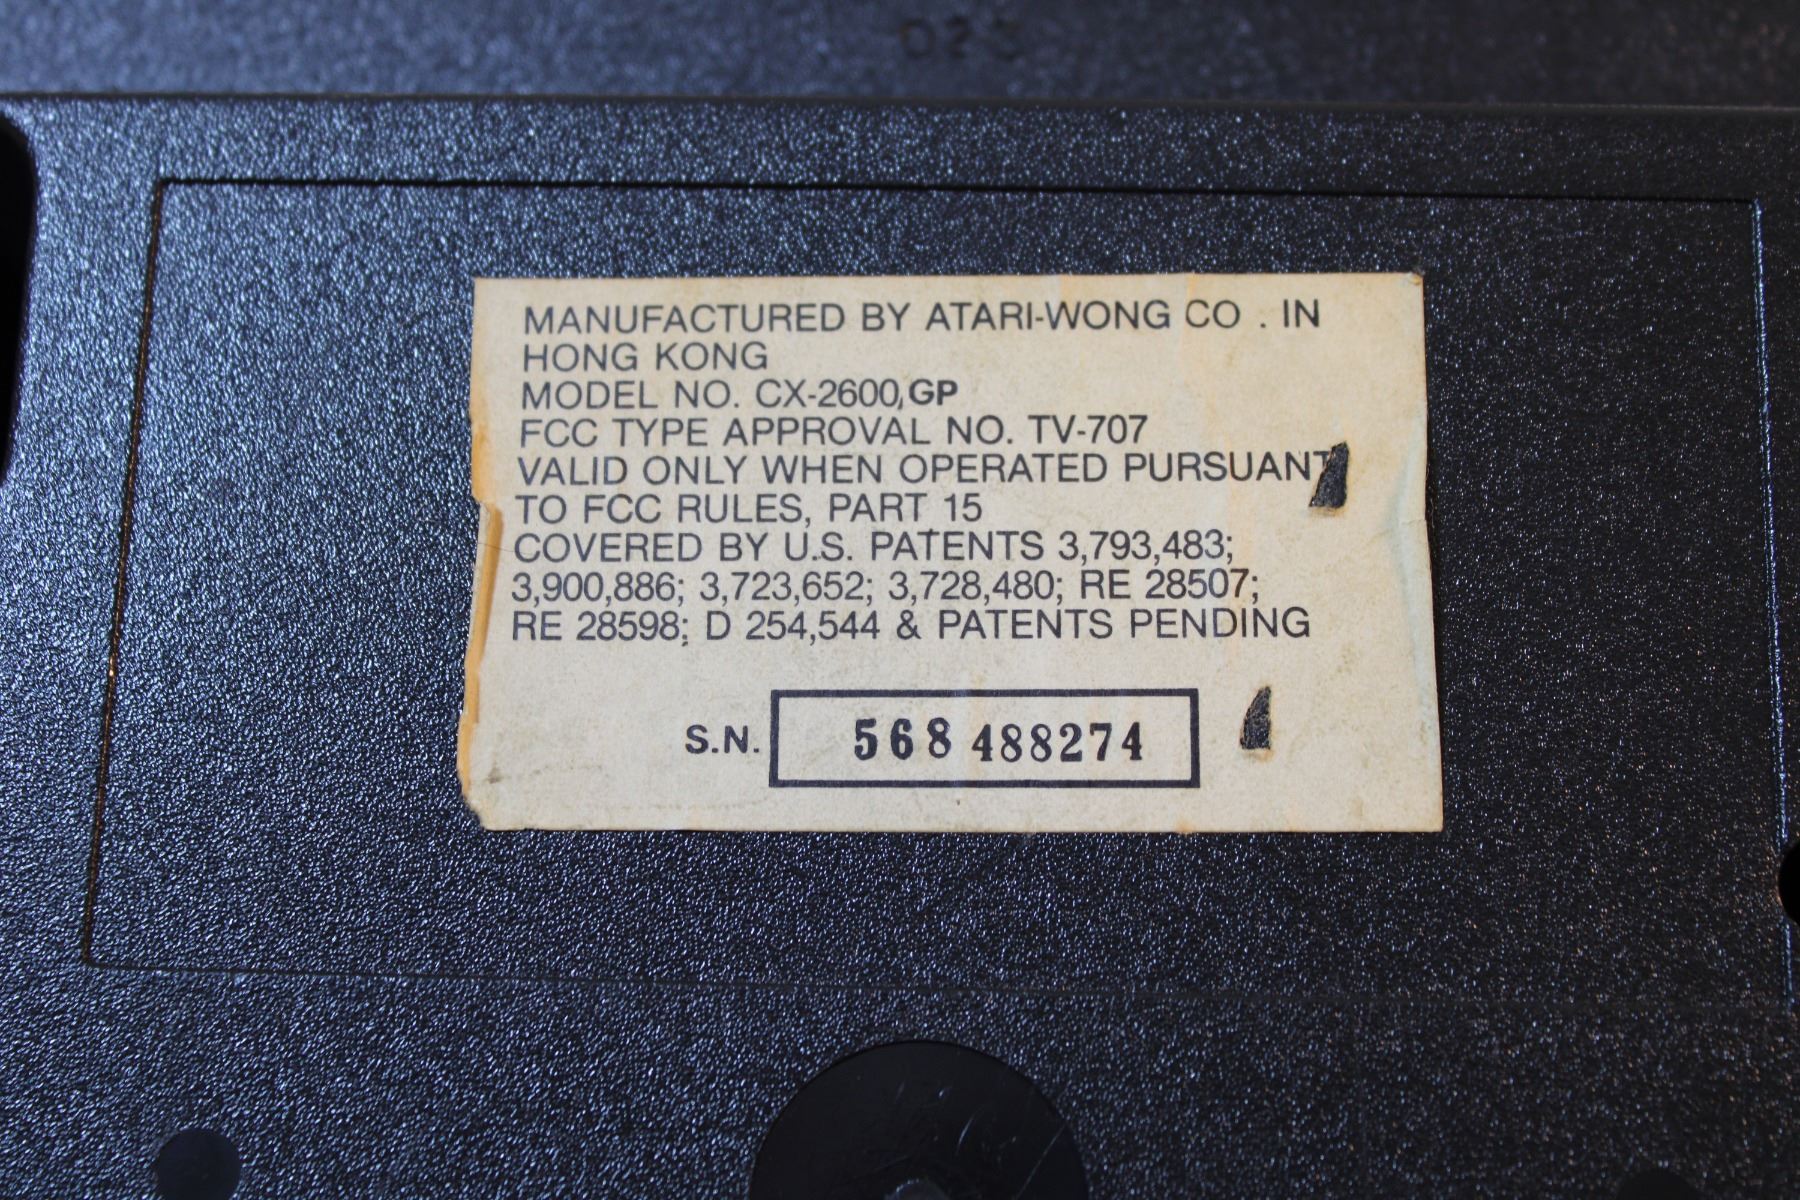 MANUFACTURED BY ATARI-WONG CO . IN
HONG KONG
MODEL NO. CX-2600, GP
FCC TYPE APPROVAL NO. TV-707
VALID ONLY WHEN OPERATED PURSUANT
TO FCC RULES, PART 15
COVERED BY U.S. PATENTS 3,793,483;
3,900,886; 3,723,652; 3,728,480; RE 28507;
RE 28598; D 254,544 & PATENTS PENDING
S.N. 568 488274